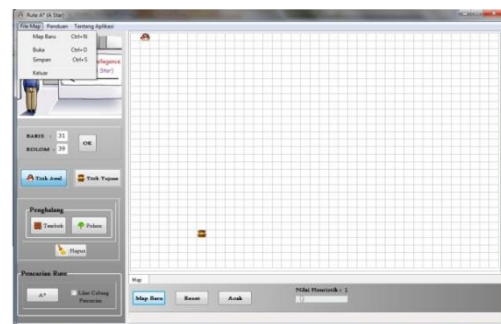 Rute A* (A Star)
File Map Panduan Tentang Aplikasi
Map Baru Ctrl+N
Buka Ctrl+O
Simpan Ctrl+S
Keluar
Star)
BARIS : 31
KOLOM : 39
OK
Titik Awal
Titik Tujuan
Penghalang
Tembok
Pohon
Hapus
Pencarian Rute
A*
Lihat Cabang
Pencarian
Map
Map Baru
Reset
Acak
Nilai Heuristik : 1